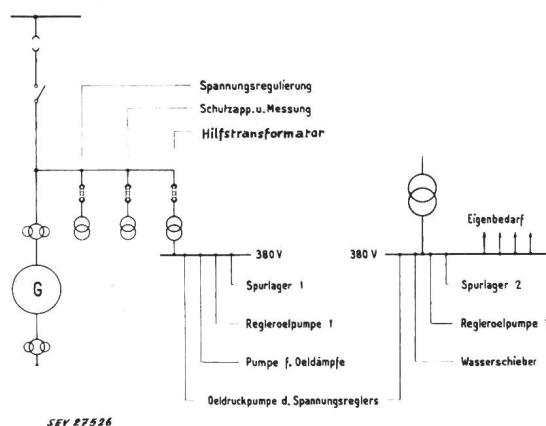 Spannungsregulierung
Schutzapp. u. Messung
Hilfstransformator
Eigenbedarf
G
380 V
380 V
Spurlager 1
Spurlager 2
Regleroelpumpe 1
Regleroelpumpe
Pumpe f. Oeldämpfe
Wasserschieber
Oeldruckpumpe d. Spannungsreglers
SEV 27526